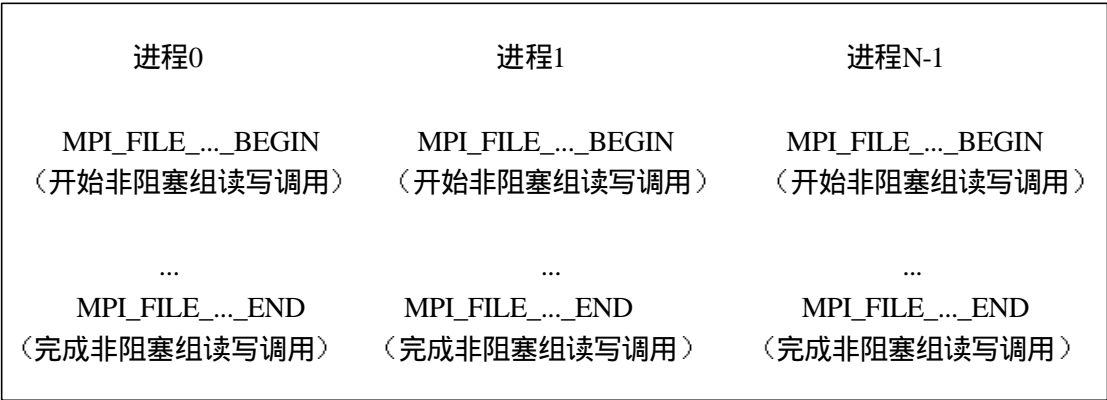 进程0 进程1 进程N-1
MPI_FILE_..._BEGIN MPI_FILE_..._BEGIN MPI_FILE_..._BEGIN
（开始非阻塞组读写调用） （开始非阻塞组读写调用） （开始非阻塞组读写调用）
... ... ...
MPI_FILE_..._END MPI_FILE_..._END MPI_FILE_..._END
（完成非阻塞组读写调用） （完成非阻塞组读写调用） （完成非阻塞组读写调用）